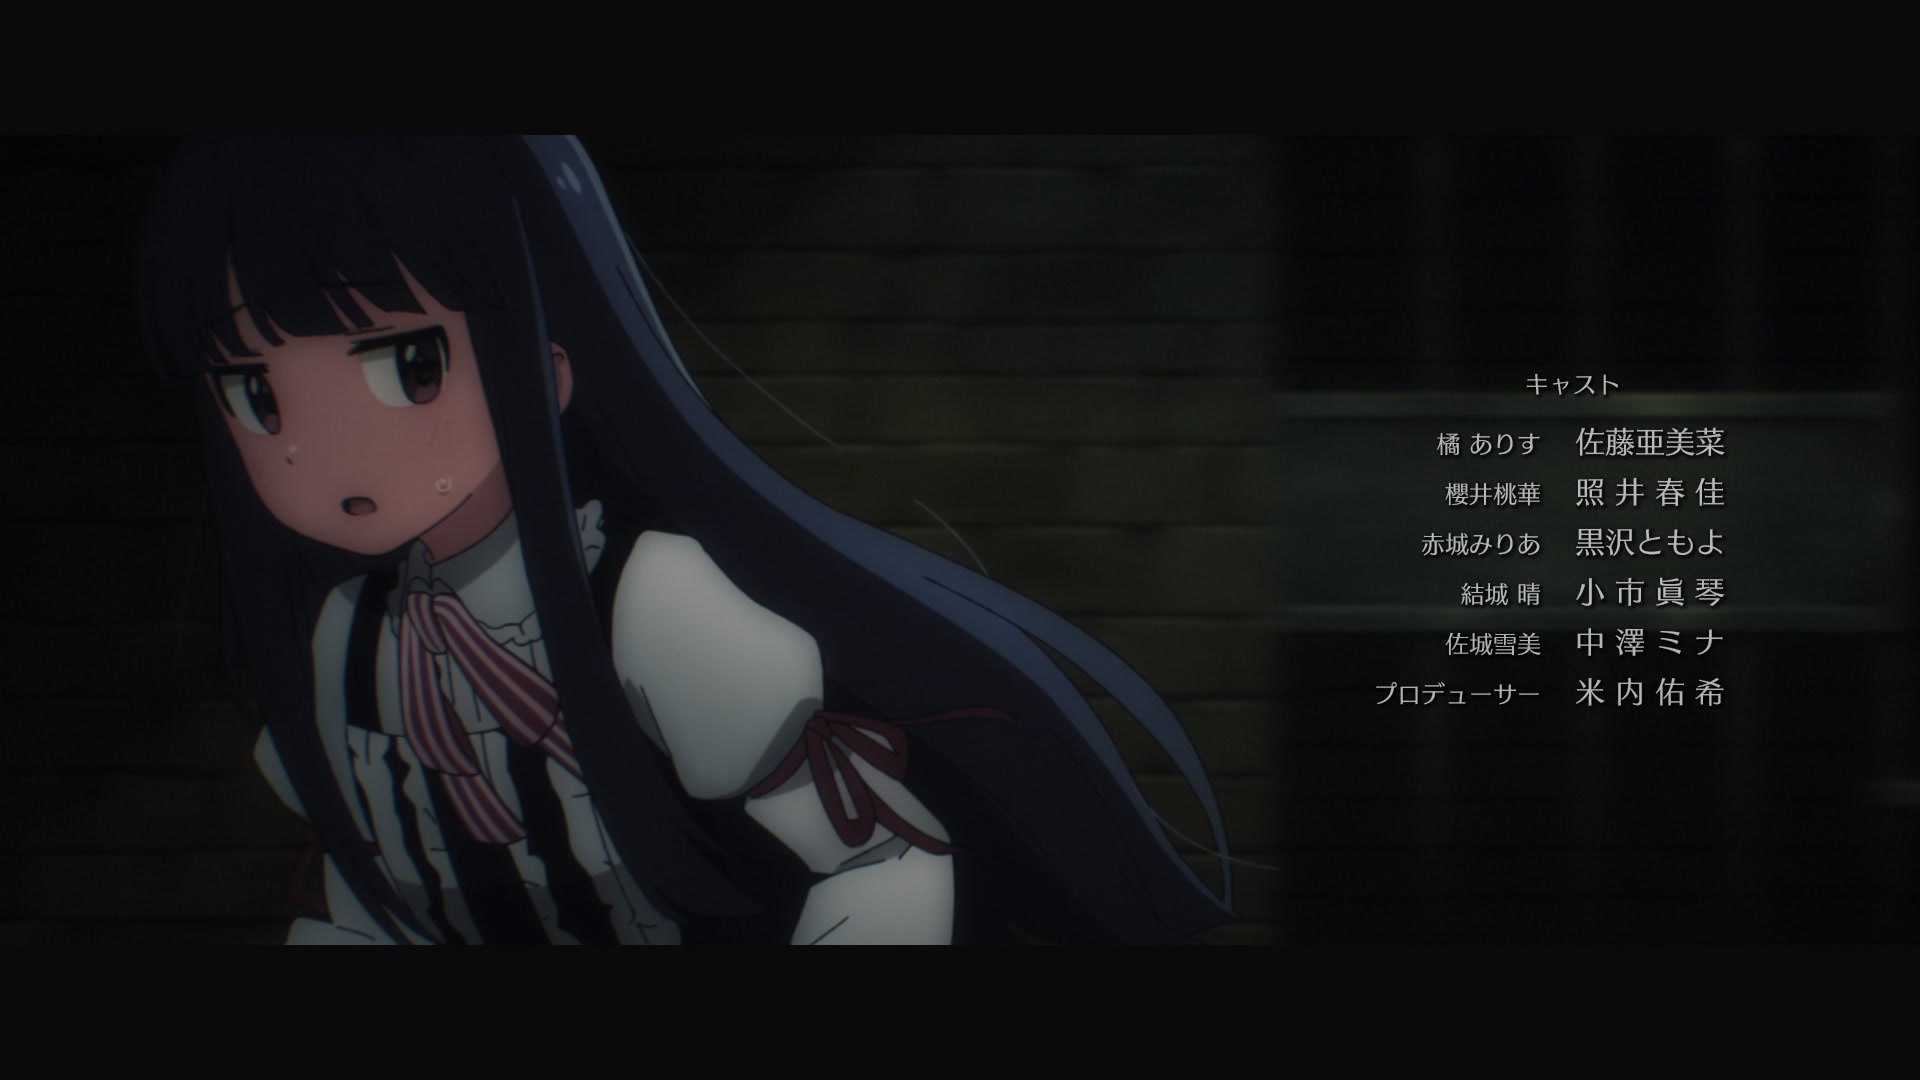 キャスト
橘 ありす 佐藤亜美菜
櫻井桃華 照井春佳
赤城みりあ 黒沢ともよ
結城 晴 小市眞琴
佐城雪美 中澤ミナ
プロデューサー 米内佑希